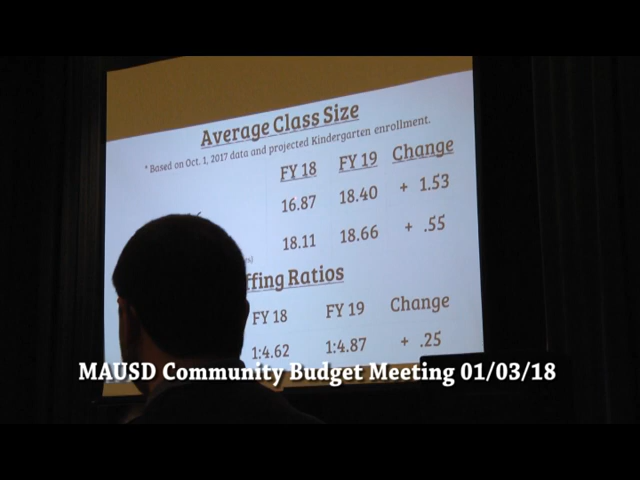 Average Class Size
* Based on Oct. 1, 2017 data and projected Kindergarten enrollment.
FY 18 FY 19 Change
16.87 18.40 + 1.53
18.11 18.66 + .55
ffing Ratios
FY 18 FY 19 Change
1:4.62 1:4.87 + .25
MAUSD Community Budget Meeting 01/03/18